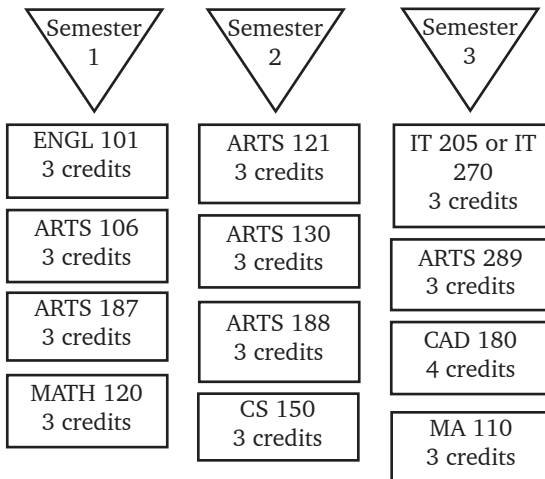 Semester
1
ENGL 101
3 credits
ARTS 106
3 credits
ARTS 187
3 credits
MATH 120
3 credits
Semester
2
ARTS 121
3 credits
ARTS 130
3 credits
ARTS 188
3 credits
CS 150
3 credits
Semester
3
IT 205 or IT
270
3 credits
ARTS 289
3 credits
CAD 180
4 credits
MA 110
3 credits